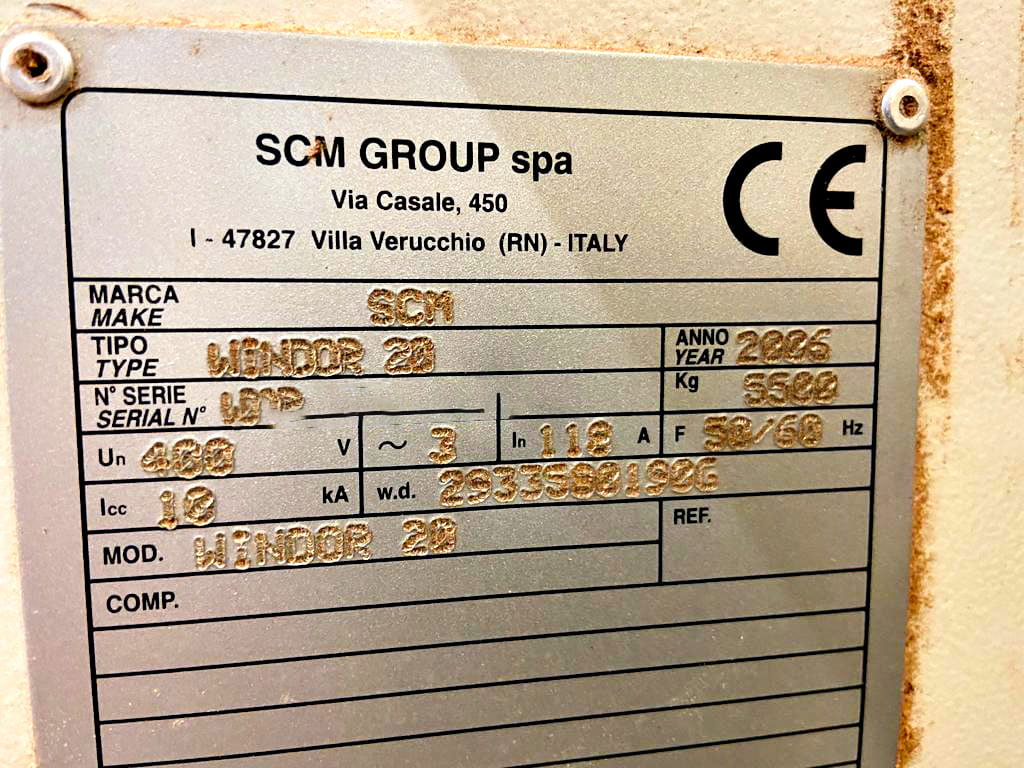 SCM GROUP spa
Via Casale, 450
I - 47827 Villa Verucchio (RN) - ITALY
CE
MARCA
MAKE
SCM
TIPO
TYPE
WINDOR 20
ANNO
YEAR
2006
N° SERIE
SERIAL N°
Kg
5500
Un 400 V
~ 3
In 118 A
F 50/60 Hz
Icc 10 kA
w.d.
MOD. WINDOR 20
REF.
COMP.